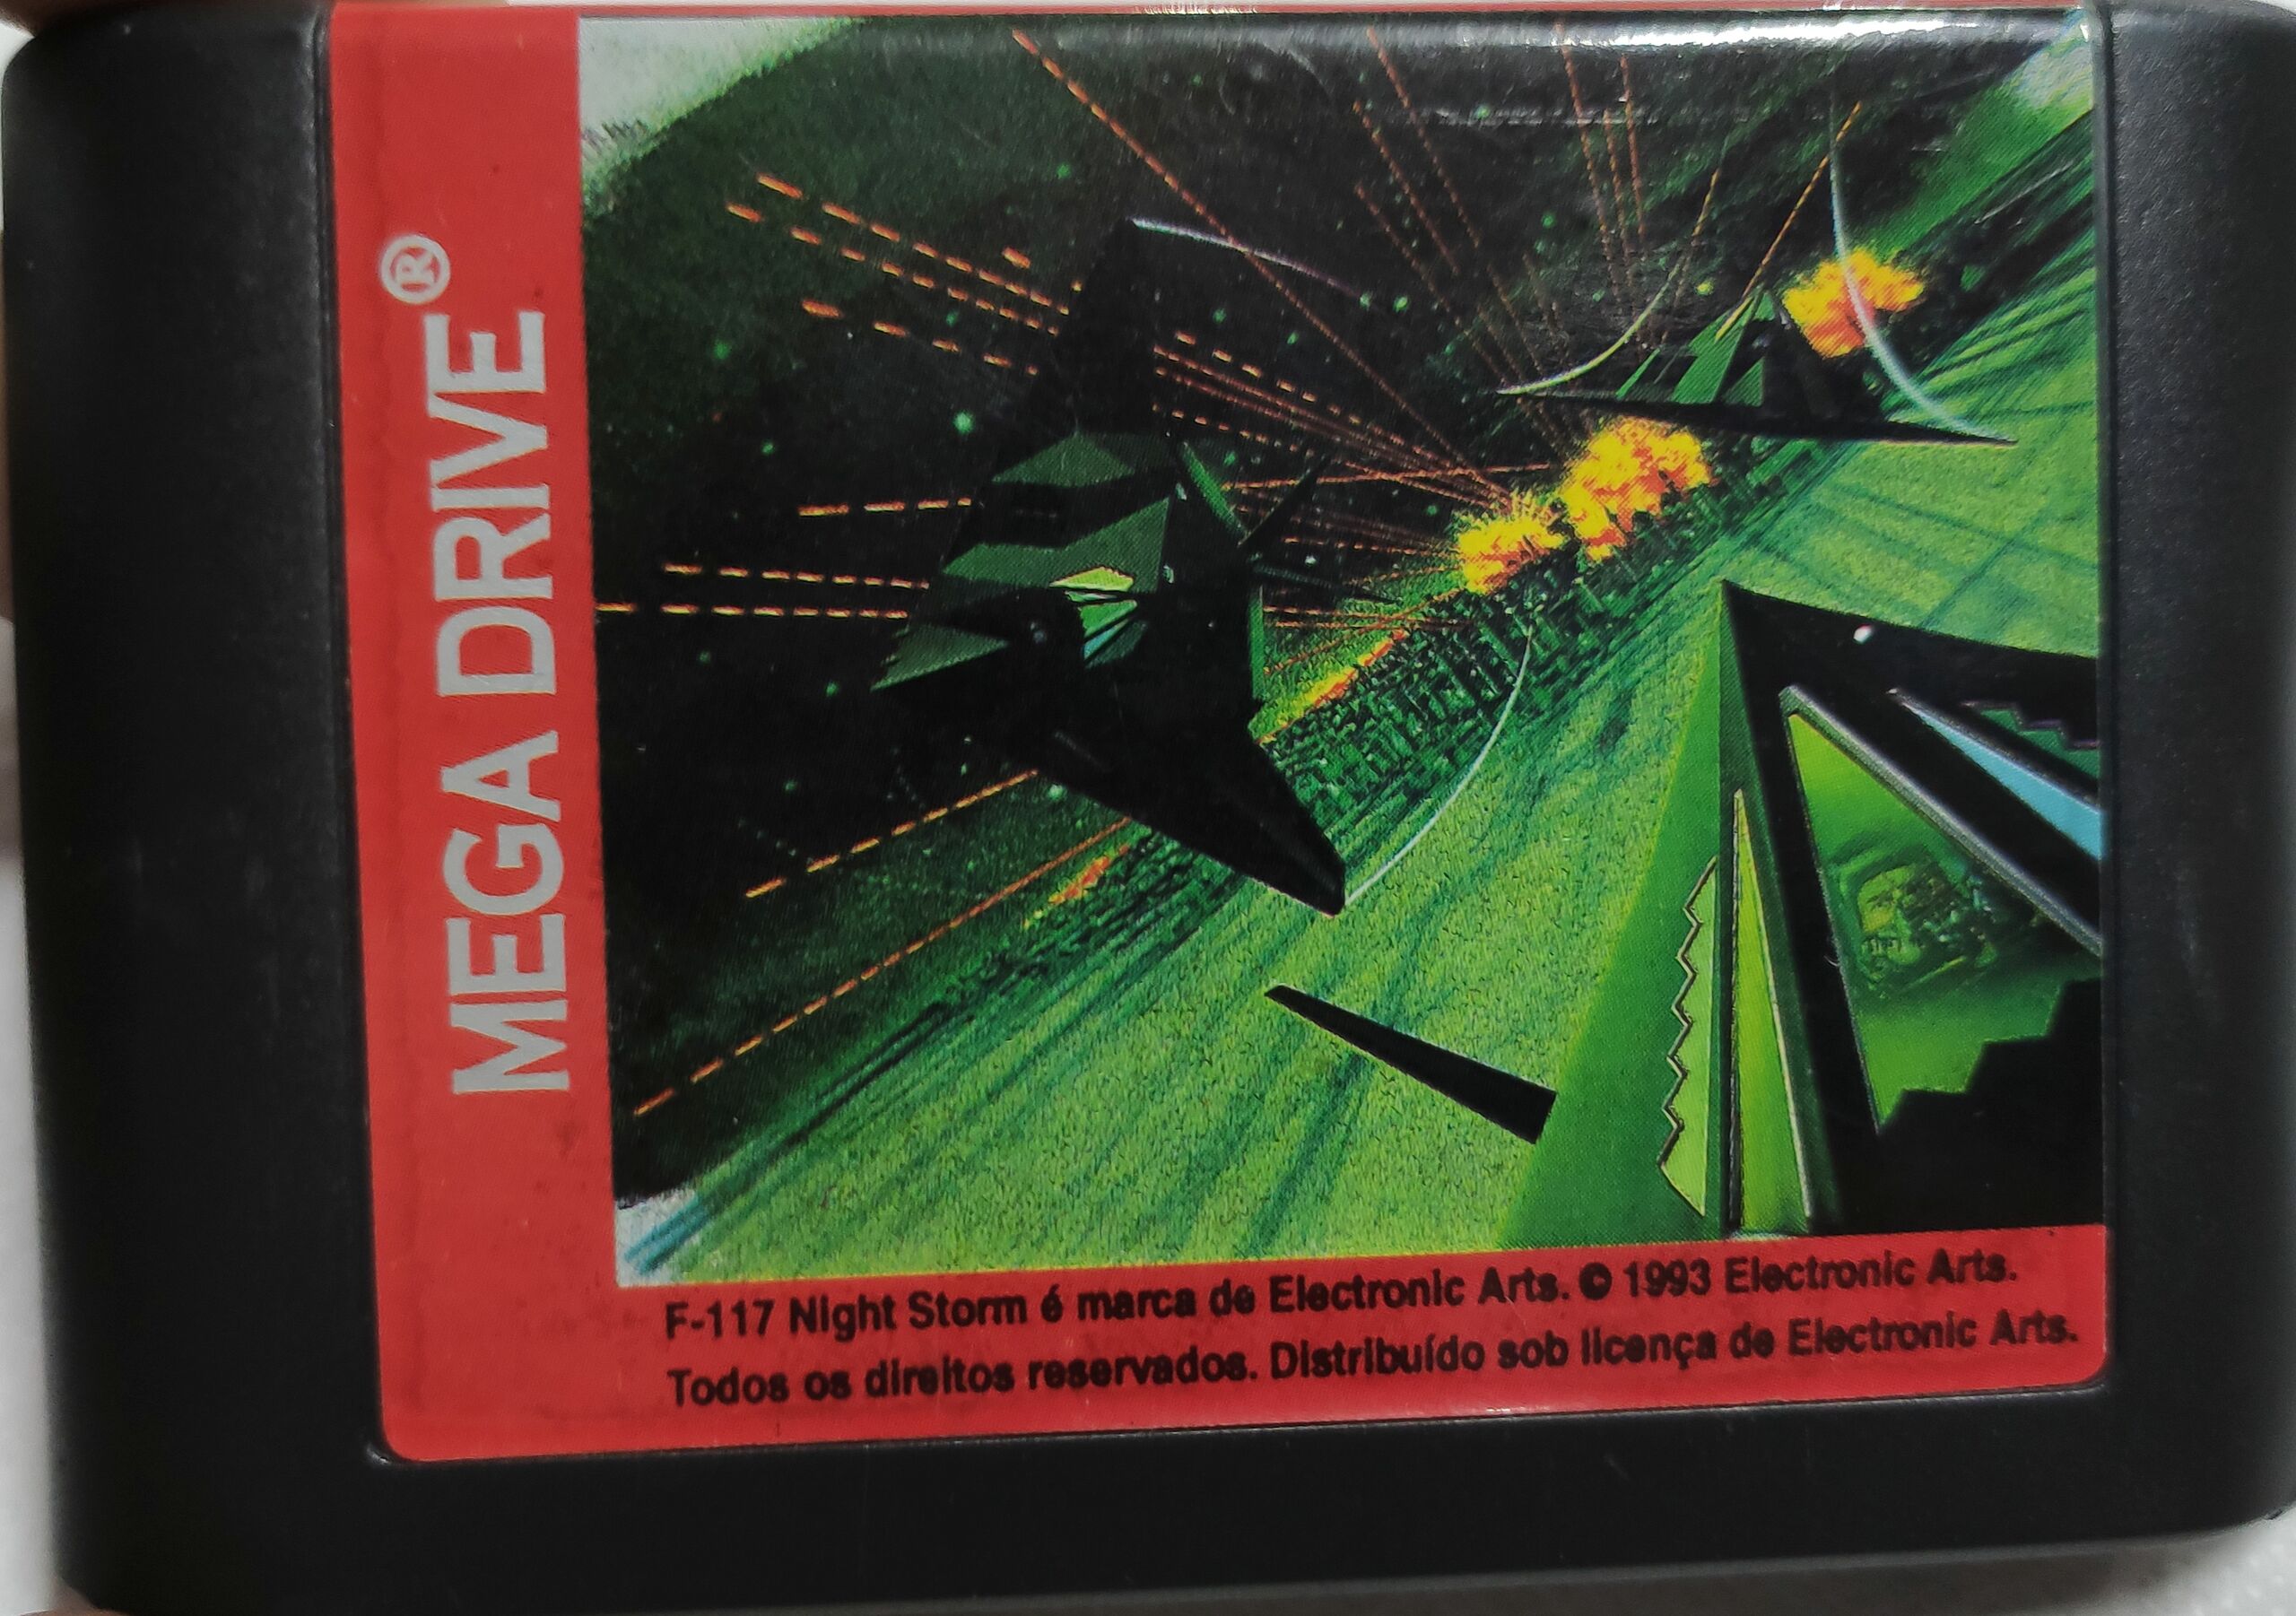 MEGA DRIVE®
F-117 Night Storm é marca de Electronic Arts. © 1993 Electronic Arts.
Todos os direitos reservados. Distribuído sob licença de Electronic Arts.